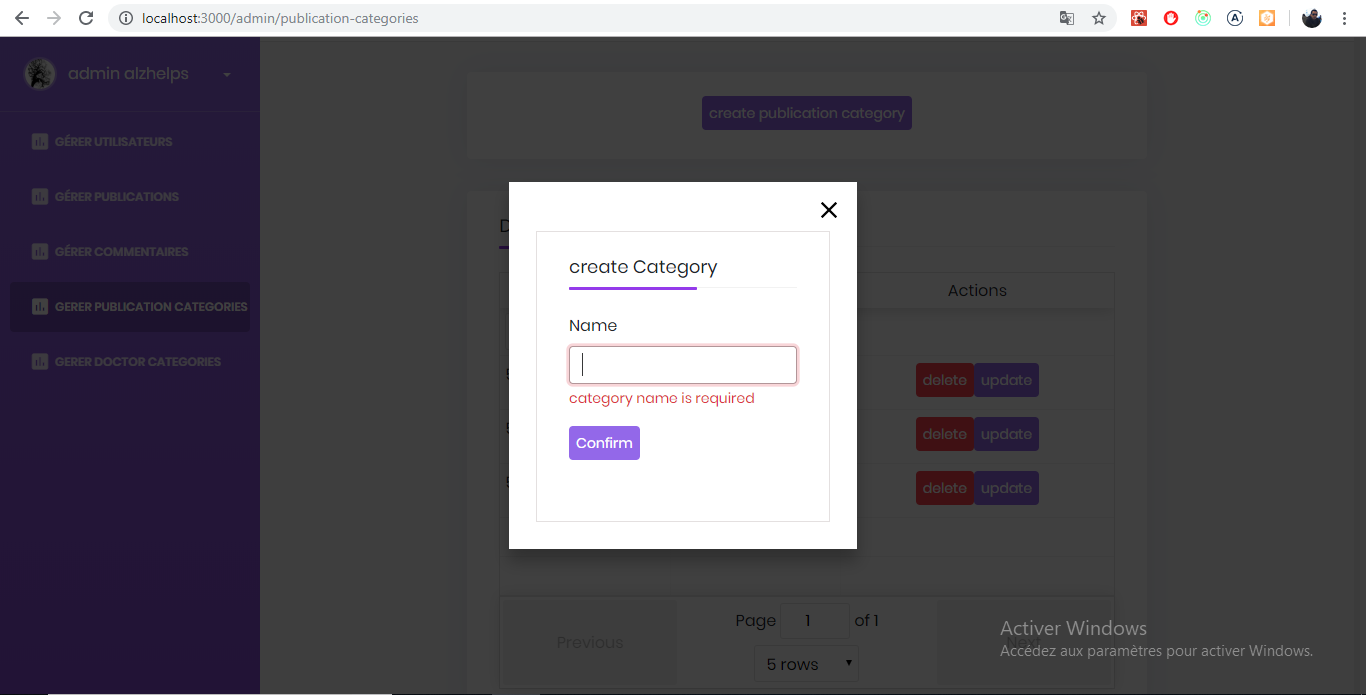 localhost:3000/admin/publication-categories
admin alzhelps
GÉRER UTILISATEURS
GÉRER PUBLICATIONS
GÉRER COMMENTAIRES
GERER PUBLICATION CATEGORIES
GERER DOCTOR CATEGORIES
create publication category
D
Actions
create Category
Name
category name is required
Confirm
delete update
delete update
delete update
Previous
Page 1 of 1
5 rows
Next
Activer Windows
Accédez aux paramètres pour activer Windows.